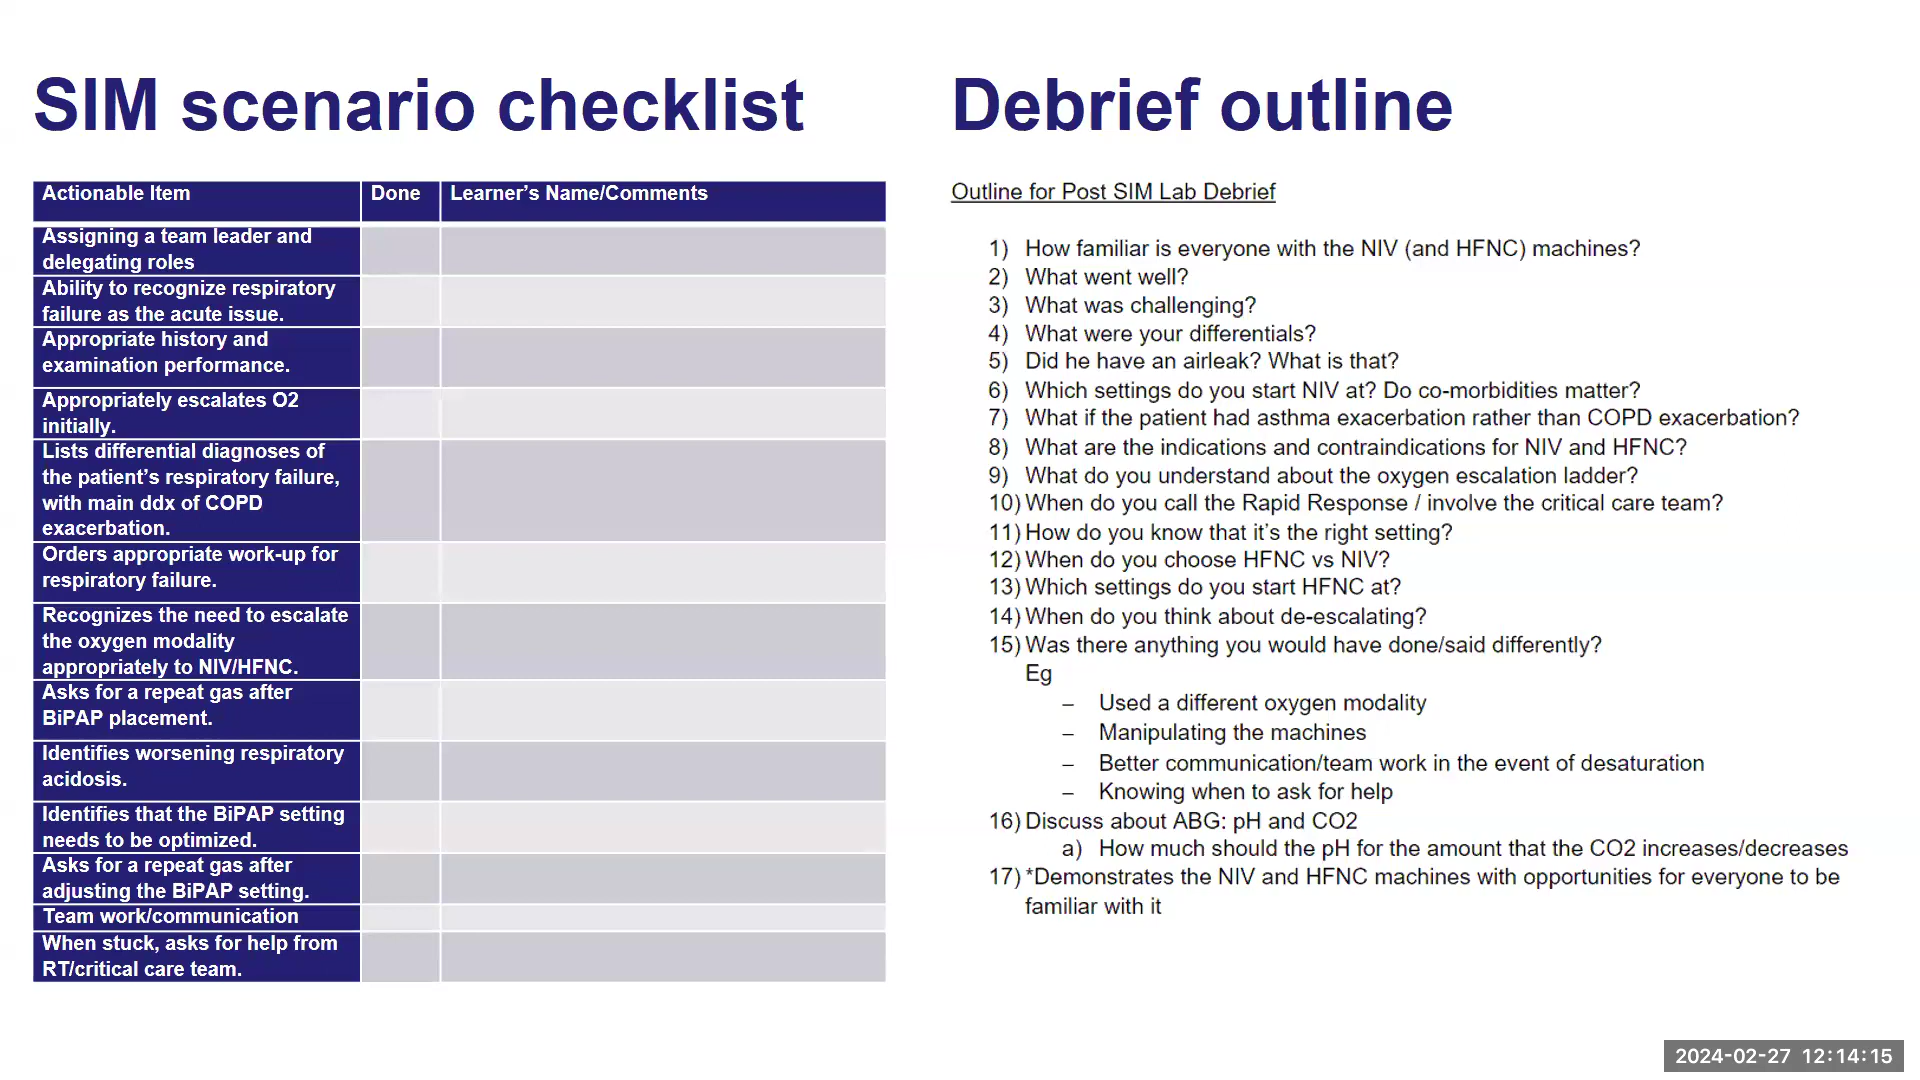 SIM scenario checklist
Actionable Item Done Learner's Name/Comments
Assigning a team leader and
delegating roles
Ability to recognize respiratory
failure as the acute issue.
Appropriate history and
examination performance.
Appropriately escalates O2
initially.
Lists differential diagnoses of
the patient's respiratory failure,
with main ddx of COPD
exacerbation.
Orders appropriate work-up for
respiratory failure.
Recognizes the need to escalate
the oxygen modality
appropriately to NIV/HFNC.
Asks for a repeat gas after
BiPAP placement.
Identifies worsening respiratory
acidosis.
Identifies that the BiPAP setting
needs to be optimized.
Asks for a repeat gas after
adjusting the BiPAP setting.
Team work/communication
When stuck, asks for help from
RT/critical care team.
Debrief outline
Outline for Post SIM Lab Debrief
1) How familiar is everyone with the NIV (and HFNC) machines?
2) What went well?
3) What was challenging?
4) What were your differentials?
5) Did he have an airleak? What is that?
6) Which settings do you start NIV at? Do co-morbidities matter?
7) What if the patient had asthma exacerbation rather than COPD exacerbation?
8) What are the indications and contraindications for NIV and HFNC?
9) What do you understand about the oxygen escalation ladder?
10) When do you call the Rapid Response / involve the critical care team?
11) How do you know that it's the right setting?
12) When do you choose HFNC vs NIV?
13) Which settings do you start HFNC at?
14) When do you think about de-escalating?
15) Was there anything you would have done/said differently?
Eg
– Used a different oxygen modality
– Manipulating the machines
– Better communication/team work in the event of desaturation
– Knowing when to ask for help
16) Discuss about ABG: pH and CO2
a) How much should the pH for the amount that the CO2 increases/decreases
17) *Demonstrates the NIV and HFNC machines with opportunities for everyone to be
familiar with it
2024-02-27 12:14:15